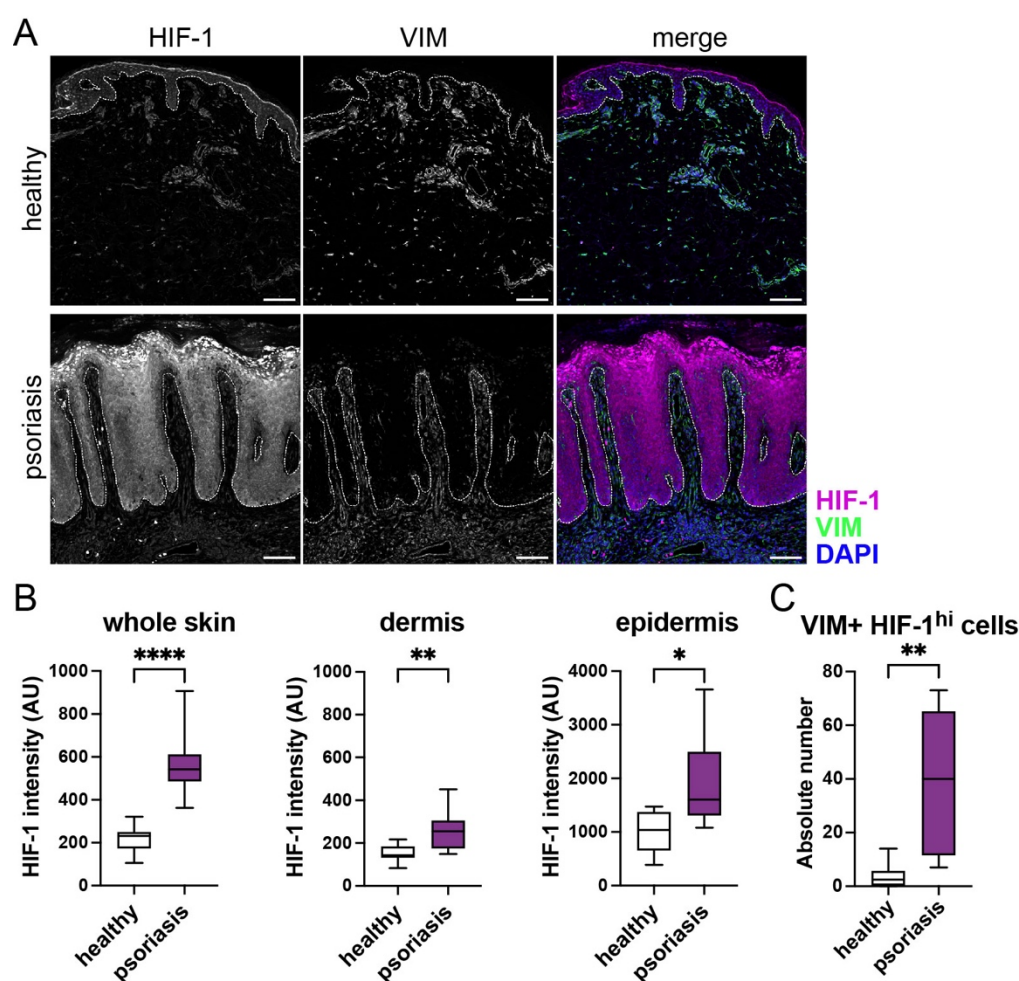 A
HIF-1 VIM merge
healthy
psoriasis
HIF-1
VIM
DAPI
B
whole skin
****
HIF-1 intensity (AU)
1000
800
600
400
200
0
healthy
psoriasis
dermis
**
HIF-1 intensity (AU)
1000
800
600
400
200
0
healthy
psoriasis
epidermis
*
HIF-1 intensity (AU)
4000
3000
2000
1000
0
healthy
psoriasis
C
VIM+ HIF-1hi cells
**
Absolute number
80
60
40
20
0
healthy
psoriasis